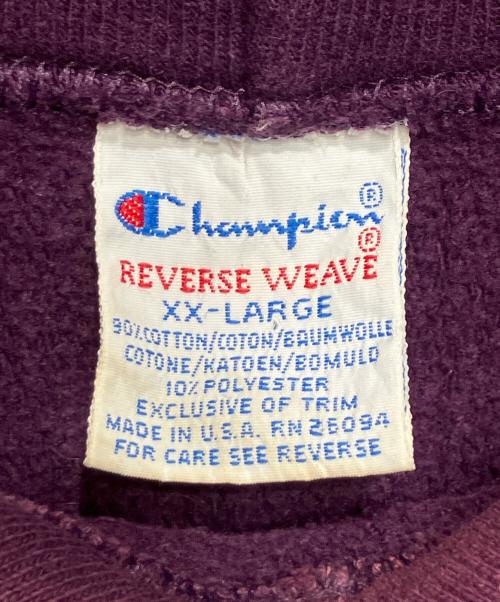 Champion®
REVERSE WEAVE®
XX-LARGE
90% COTTON/COTON/BAUMWOLLE
COTONE/KATOEN/BOMULD
10% POLYESTER
EXCLUSIVE OF TRIM
MADE IN U.S.A. RN 26094
FOR CARE SEE REVERSE